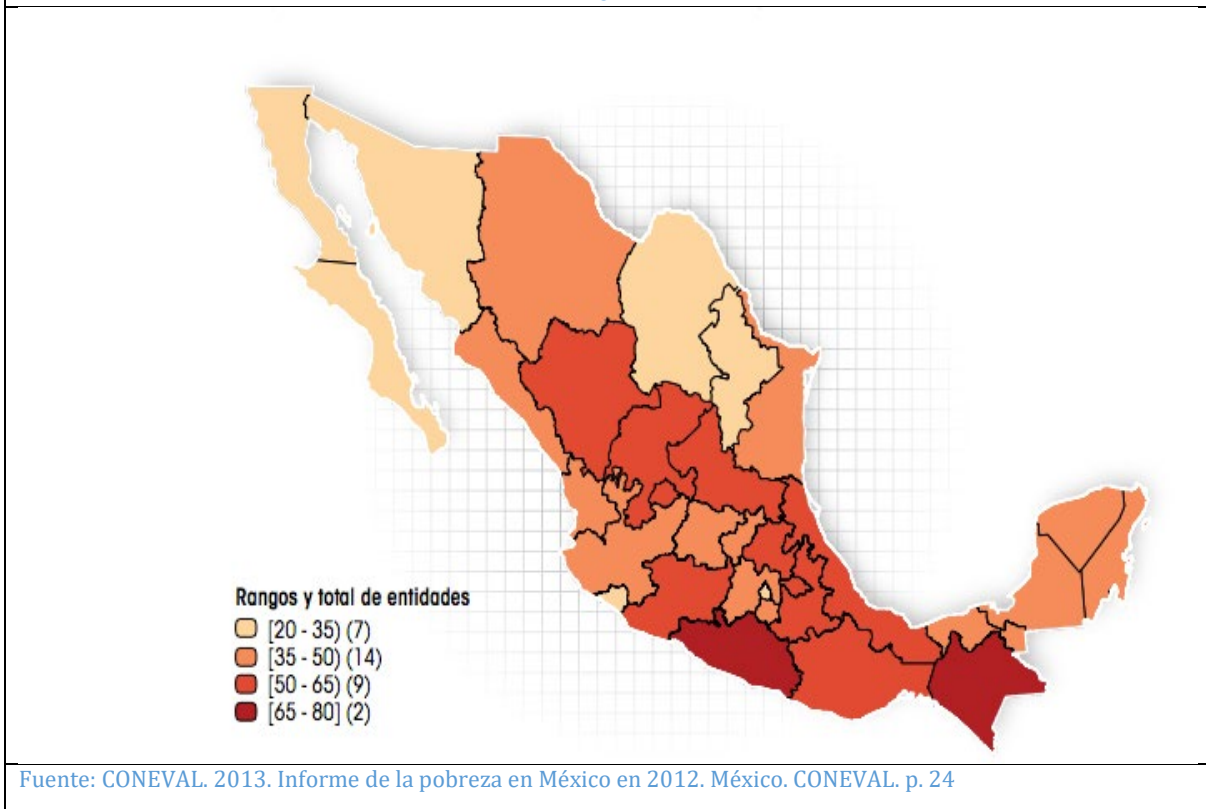 Rangos y total de entidades
[20 - 35) (7)
[35 - 50) (14)
[50 - 65) (9)
[65 - 80] (2)
Fuente: CONEVAL. 2013. Informe de la pobreza en México en 2012. México. CONEVAL. p. 24